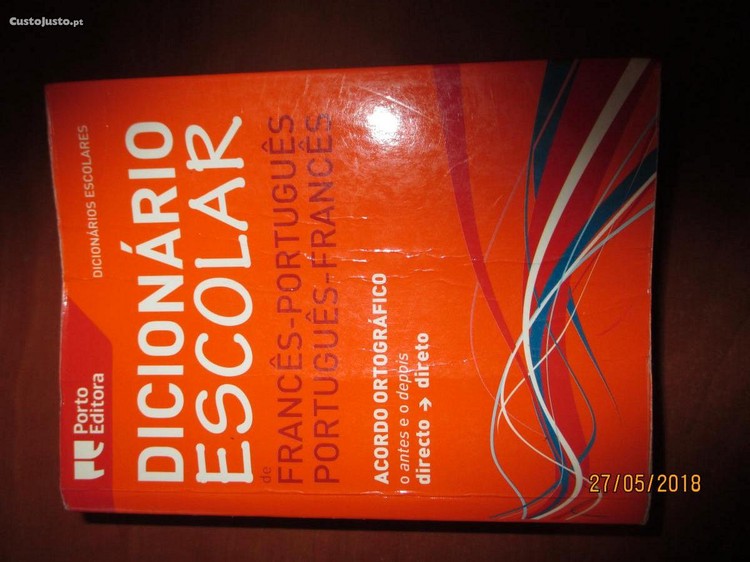 CustoJusto.pt
Porto
Editora
DICIONÁRIOS ESCOLARES
DICIONÁRIO
ESCOLAR
de
FRANCÊS-PORTUGUÊS
PORTUGUÊS-FRANCÊS
ACORDO ORTOGRÁFICO
o antes e o depois
directo → direto
27/05/2018